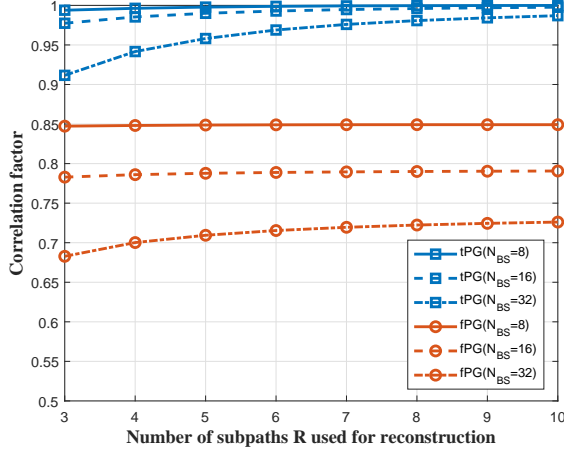 1
0.95
0.9
0.85
0.8
0.75
0.7
0.65
0.6
0.55
0.5
Correlation factor
tPG(N_BS=8)
tPG(N_BS=16)
tPG(N_BS=32)
fPG(N_BS=8)
fPG(N_BS=16)
fPG(N_BS=32)
3 4 5 6 7 8 9 10
Number of subpaths R used for reconstruction